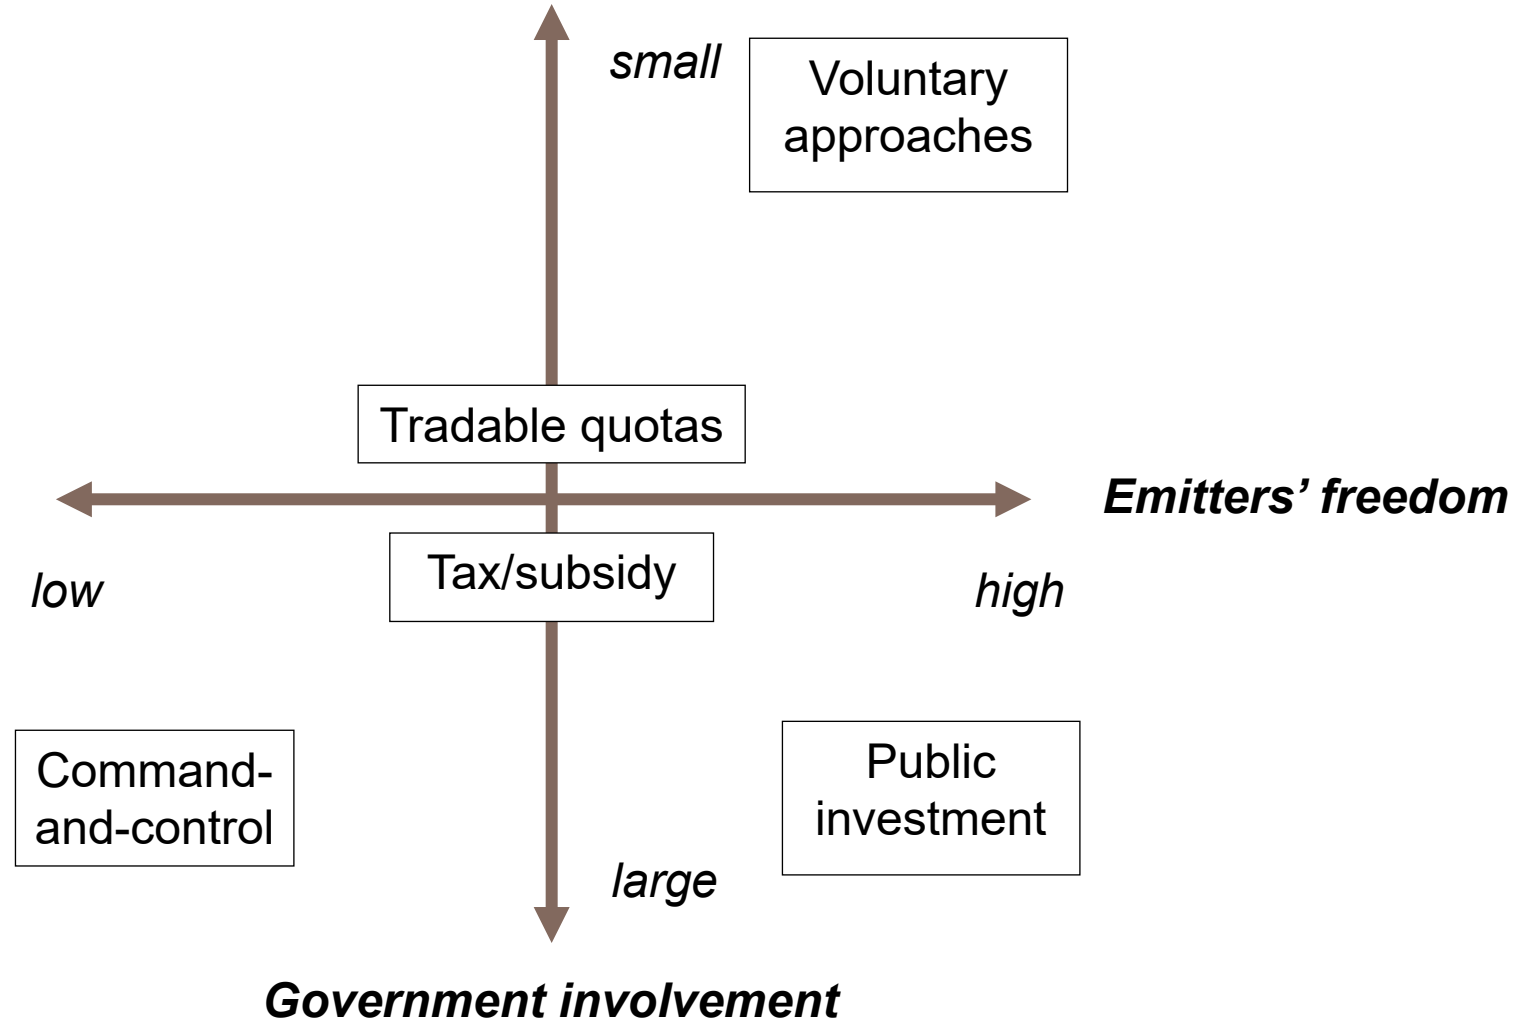 small
Voluntary
approaches
Tradable quotas
Emitters’ freedom
Tax/subsidy
low
high
Command-
and-control
Public
investment
large
Government involvement